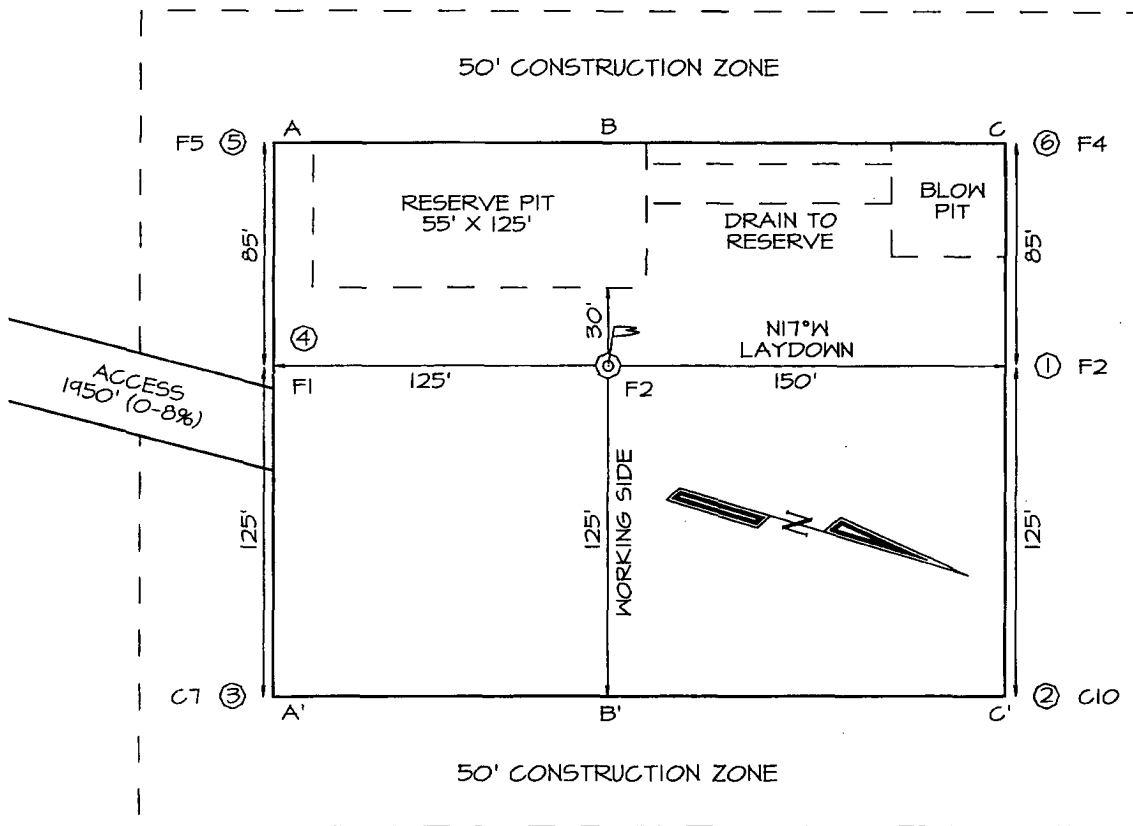 50' CONSTRUCTION ZONE
A
B
C
F5 ⑤
⑥ F4
RESERVE PIT
55' X 125'
BLOW
PIT
DRAIN TO
RESERVE
85'
85'
30'
④
N17°W
LAYDOWN
ACCESS
1950' (0-8%)
F1
125'
F2
150'
① F2
125'
125'
WORKING SIDE
N
125'
C7 ③
② C10
A'
B'
C'
50' CONSTRUCTION ZONE